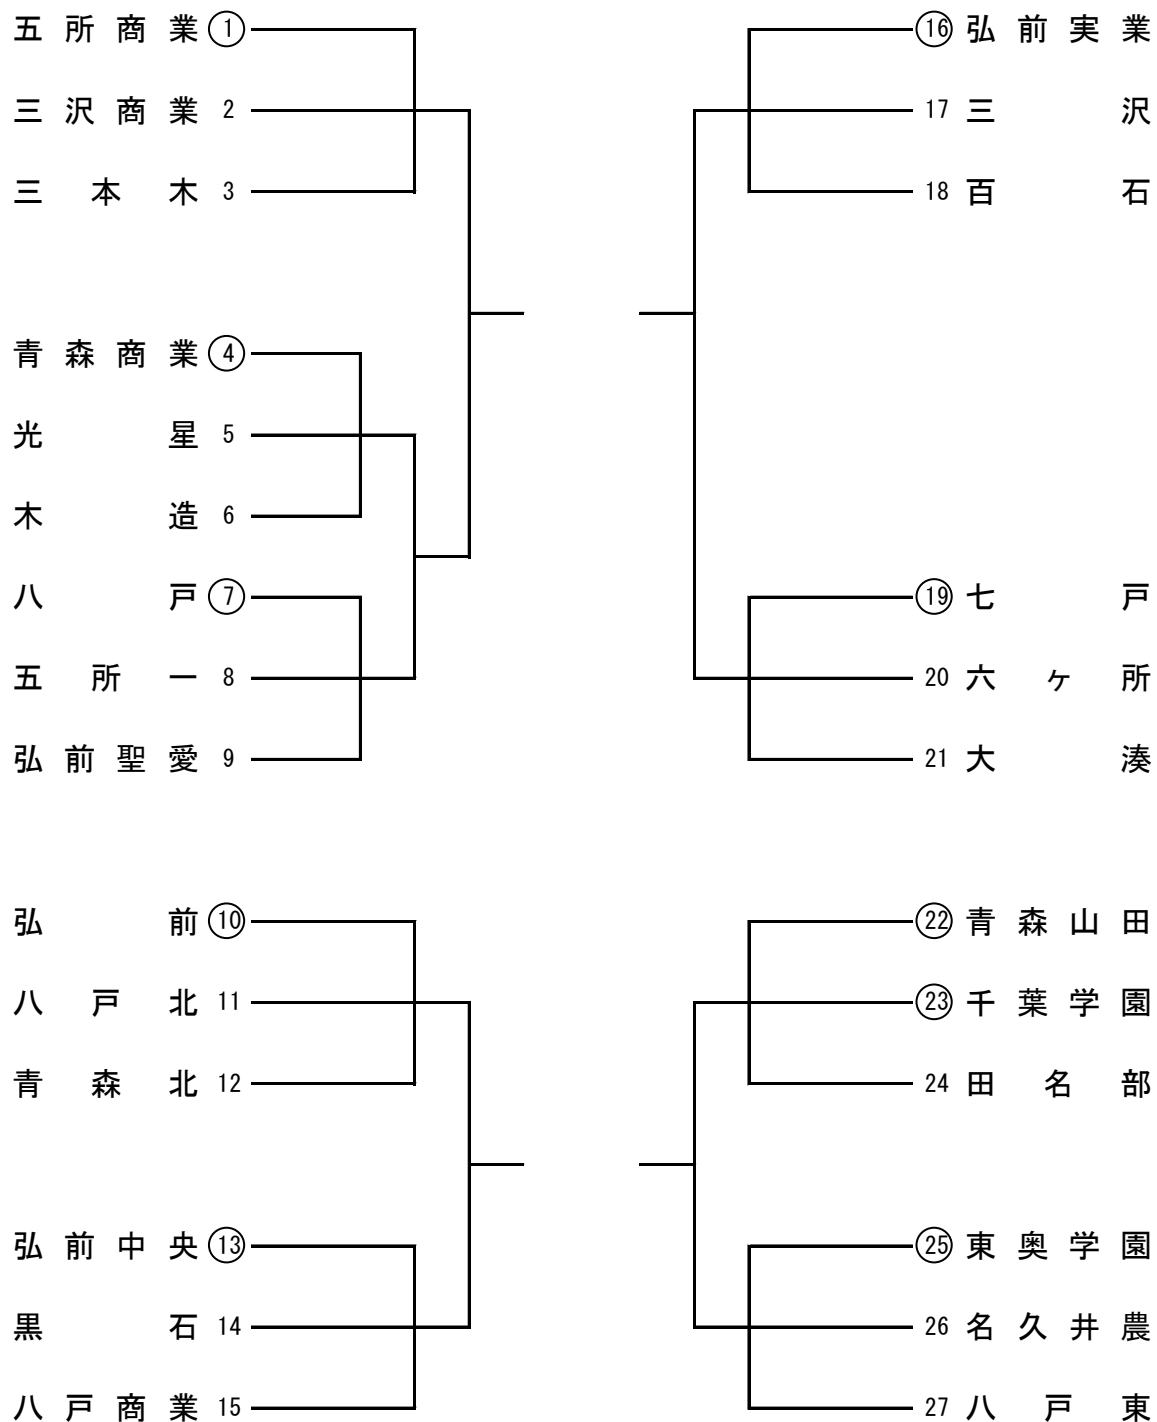 五所商業 ①
三沢商業 2
三本木 3
青森商業 ④
光星 5
木造 6
八戸 ⑦
五所一 8
弘前聖愛 9
弘前 ⑩
八戸北 11
青森北 12
弘前中央 ⑬
黒石 14
八戸商業 15
⑯ 弘前実業
17 三沢
18 百石
⑲ 七戸
20 六ヶ所
21 大湊
㉒ 青森山田
㉓ 千葉学園
24 田名部
㉕ 東奥学園
26 名久井農
27 八戸東